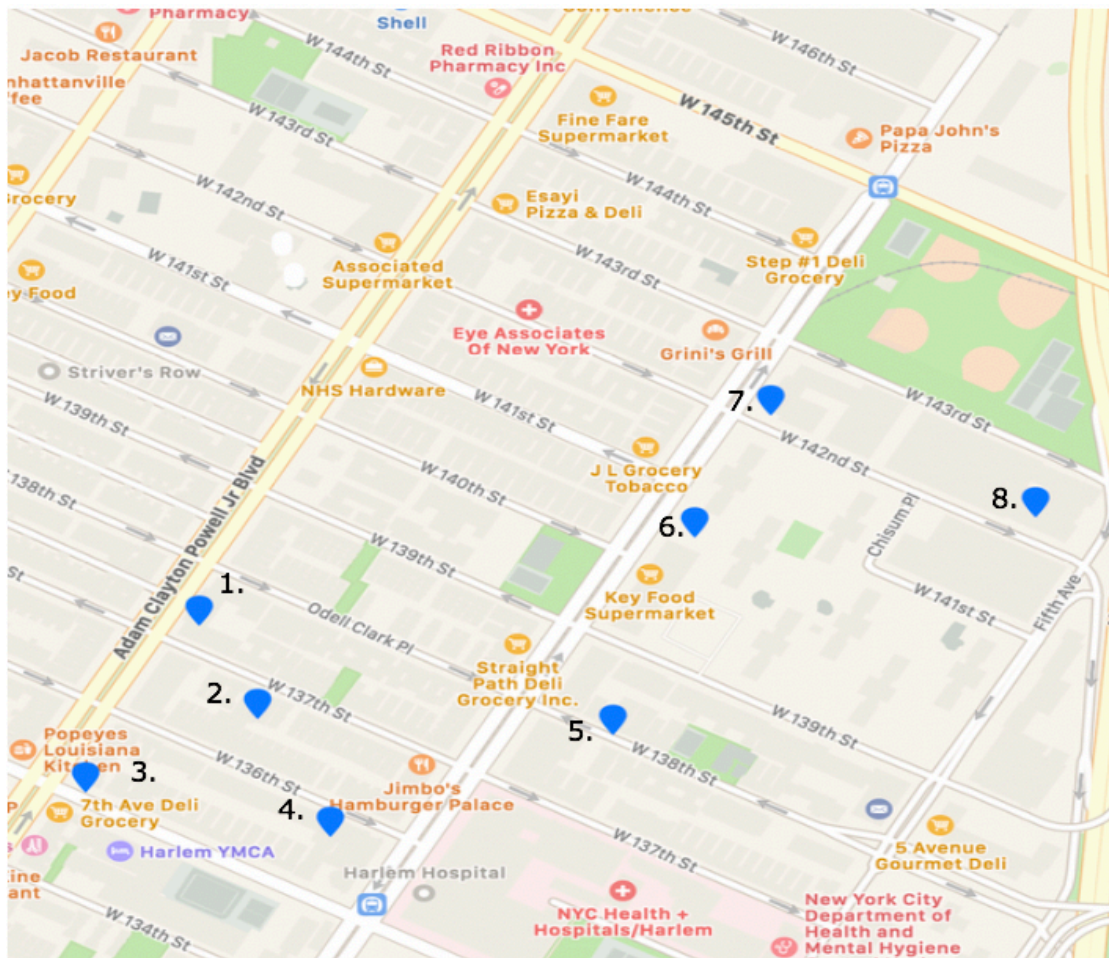 Pharmacy
Shell
Convenience
Jacob Restaurant
W 144th St
Red Ribbon
Pharmacy Inc
W 146th St
W 143rd St
Fine Fare
Supermarket
W 145th St
Papa John's
Pizza
W 142nd St
Esayi
Pizza & Deli
W 144th St
W 141st St
Associated
Supermarket
W 143rd St
Step #1 Deli
Grocery
ey Food
Eye Associates
Of New York
Grini's Grill
Striver's Row
NHS Hardware
W 139th St
W 141st St
7.
W 143rd St
W 142nd St
J L Grocery
Tobacco
138th St
W 140th St
8.
6.
Chisum Pl
Adam Clayton Powell Jr Blvd
W 139th St
Key Food
Supermarket
W 141st St
Fifth Ave
1.
Odell Clark Pl
Straight
Path Deli
Grocery Inc.
2.
W 137th St
5.
W 139th St
W 138th St
Popeyes
Louisiana
Kitchen
3.
W 136th St
Jimbo's
Hamburger Palace
7th Ave Deli
Grocery
4.
Harlem YMCA
Harlem Hospital
W 137th St
5 Avenue
Gourmet Deli
W 134th St
NYC Health +
Hospitals/Harlem
New York City
Department of
Health and
Mental Hygiene